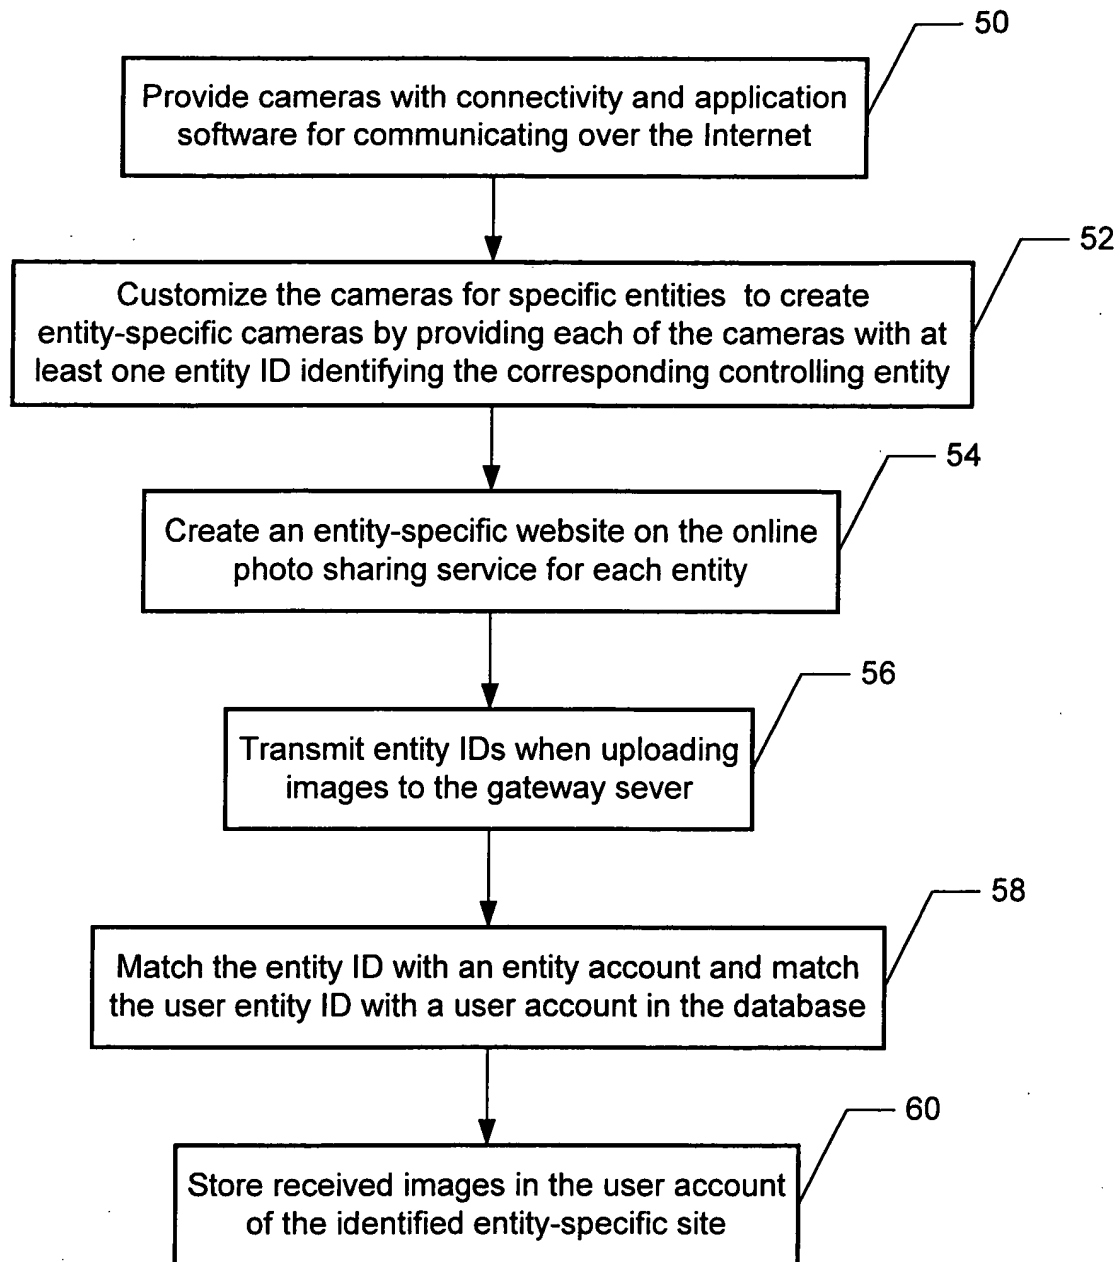 50
Provide cameras with connectivity and application
software for communicating over the Internet
52
Customize the cameras for specific entities to create
entity-specific cameras by providing each of the cameras with at
least one entity ID identifying the corresponding controlling entity
54
Create an entity-specific website on the online
photo sharing service for each entity
56
Transmit entity IDs when uploading
images to the gateway sever
58
Match the entity ID with an entity account and match
the user entity ID with a user account in the database
60
Store received images in the user account
of the identified entity-specific site